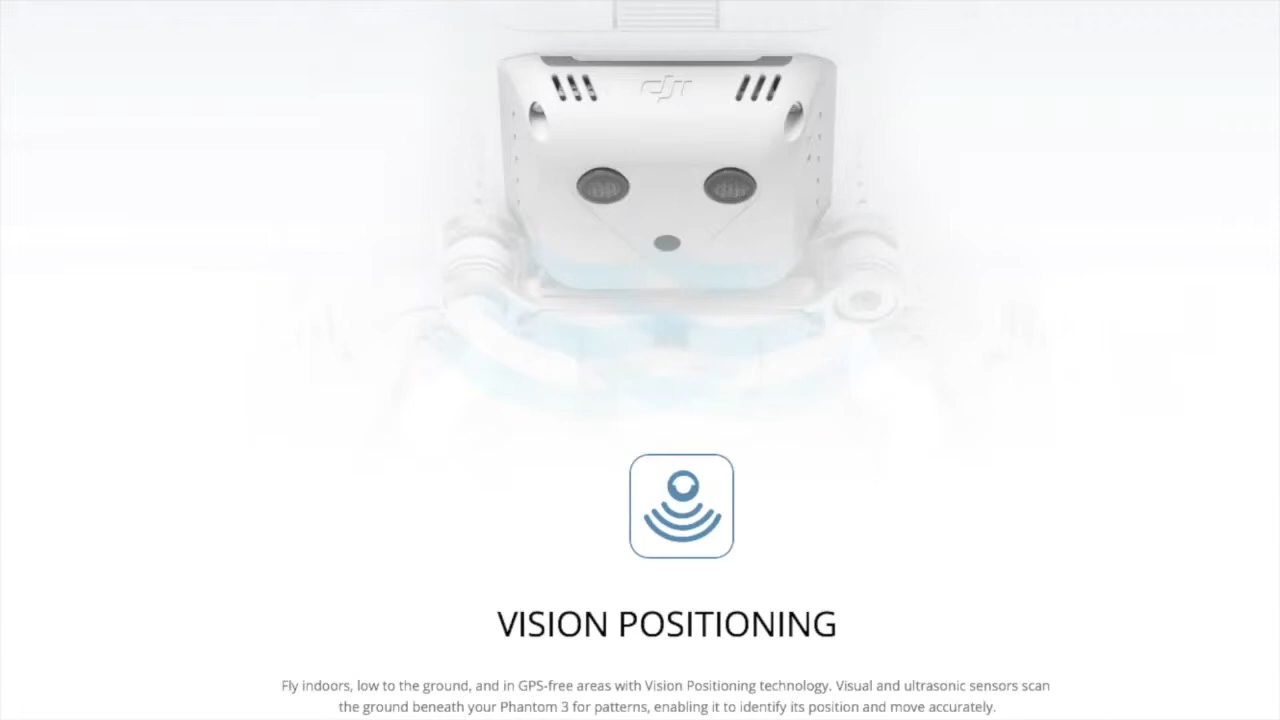 dji
VISION POSITIONING
Fly indoors, low to the ground, and in GPS-free areas with Vision Positioning technology. Visual and ultrasonic sensors scan
the ground beneath your Phantom 3 for patterns, enabling it to identify its position and move accurately.